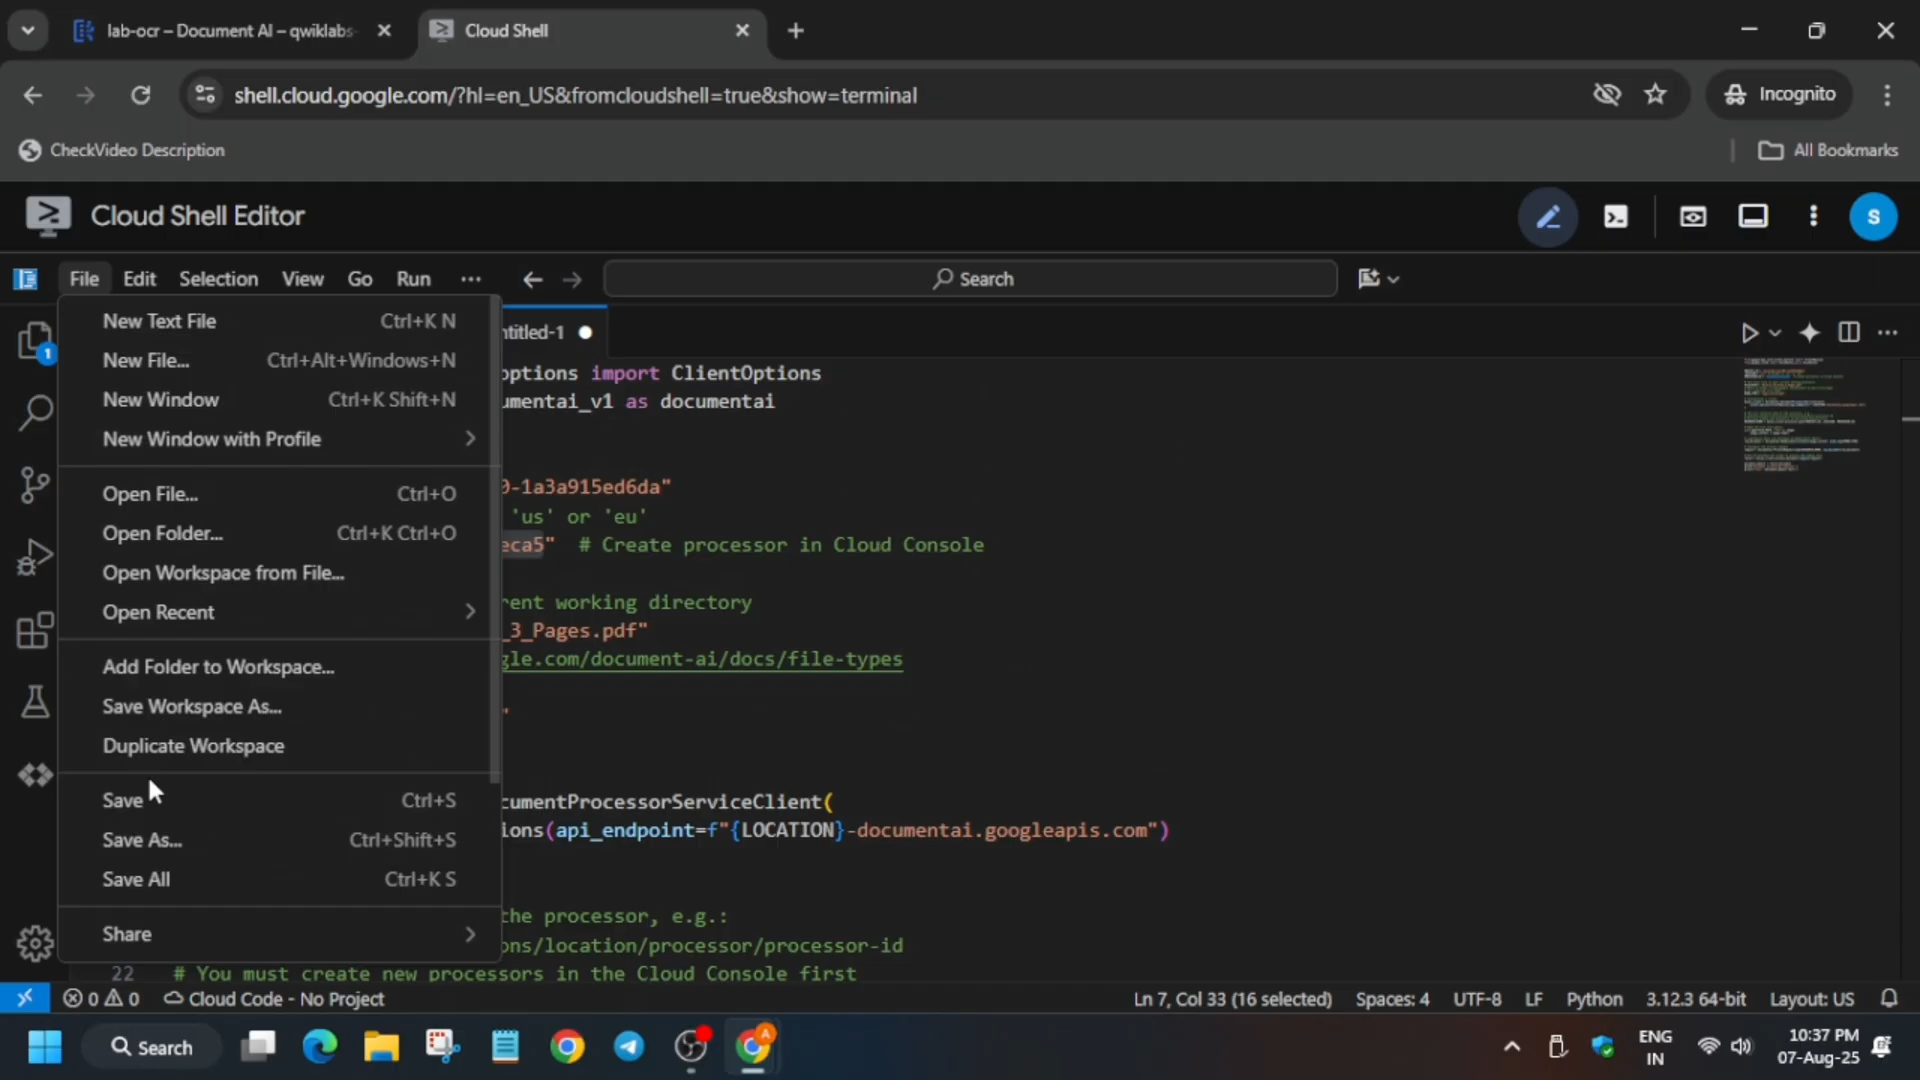 lab-ocr – Document AI – qwiklabs-
Cloud Shell
shell.cloud.google.com/?hl=en_US&fromcloudshell=true&show=terminal
Incognito
CheckVideo Description
All Bookmarks
Cloud Shell Editor
S
File Edit Selection View Go Run
Search
New Text File Ctrl+K N
New File... Ctrl+Alt+Windows+N
New Window Ctrl+K Shift+N
New Window with Profile
Open File... Ctrl+O
Open Folder... Ctrl+K Ctrl+O
Open Workspace from File...
Open Recent
Add Folder to Workspace...
Save Workspace As...
Duplicate Workspace
Save Ctrl+S
Save As... Ctrl+Shift+S
Save All Ctrl+K S
Share
1
ntitled-1
options import ClientOptions
umentai_v1 as documentai
0-1a3a915ed6da"
'us' or 'eu'
eca5" # Create processor in Cloud Console
rent working directory
_3_Pages.pdf"
gle.com/document-ai/docs/file-types
"
cumentProcessorServiceClient(
ions(api_endpoint=f"{LOCATION}-documentai.googleapis.com")
the processor, e.g.:
ons/location/processor/processor-id
22 # You must create new processors in the Cloud Console first
0 0 Cloud Code - No Project
Ln 7, Col 33 (16 selected) Spaces: 4 UTF-8 LF Python 3.12.3 64-bit Layout: US
Search
A
ENG
IN
10:37 PM
07-Aug-25